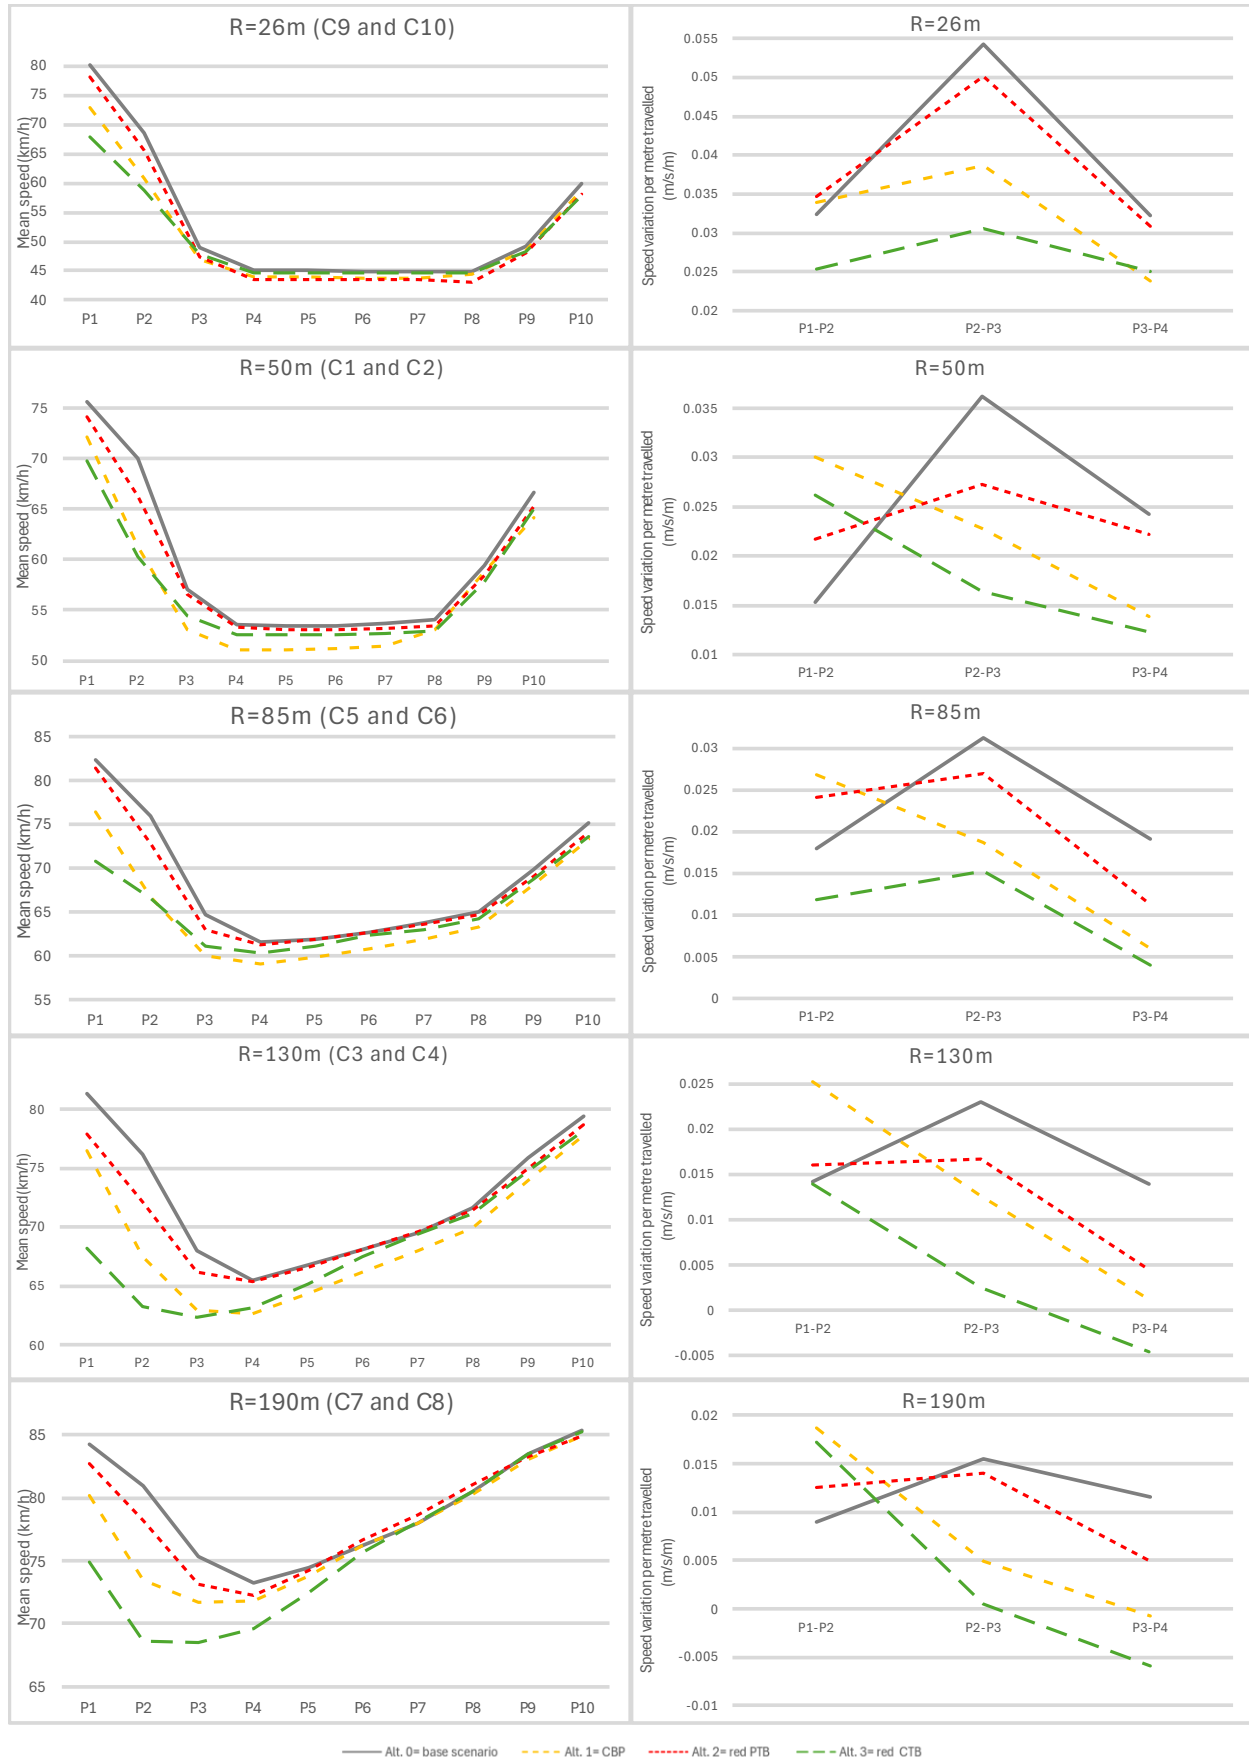 R=26m (C9 and C10)
Mean speed (km/h)
80
75
70
65
60
55
50
45
40
P1 P2 P3 P4 P5 P6 P7 P8 P9 P10
R=26m
Speed variation per metre travelled
(m/s/m)
0.055
0.05
0.045
0.04
0.035
0.03
0.025
0.02
P1-P2 P2-P3 P3-P4
R=50m (C1 and C2)
Mean speed (km/h)
75
70
65
60
55
50
P1 P2 P3 P4 P5 P6 P7 P8 P9 P10
R=50m
Speed variation per metre travelled
(m/s/m)
0.035
0.03
0.025
0.02
0.015
0.01
P1-P2 P2-P3 P3-P4
R=85m (C5 and C6)
Mean speed (km/h)
85
80
75
70
65
60
55
P1 P2 P3 P4 P5 P6 P7 P8 P9 P10
R=85m
Speed variation per metre travelled
(m/s/m)
0.03
0.025
0.02
0.015
0.01
0.005
0
P1-P2 P2-P3 P3-P4
R=130m (C3 and C4)
Mean speed(km/h)
80
75
70
65
60
P1 P2 P3 P4 P5 P6 P7 P8 P9 P10
R=130m
Speed variation per metre travelled
(m/s/m)
0.025
0.02
0.015
0.01
0.005
0
-0.005
P1-P2 P2-P3 P3-P4
R=190m (C7 and C8)
Mean speed (km/h)
85
80
75
70
65
P1 P2 P3 P4 P5 P6 P7 P8 P9 P10
R=190m
Speed variation per metre travelled
(m/s/m)
0.02
0.015
0.01
0.005
0
-0.005
-0.01
P1-P2 P2-P3 P3-P4
Alt. 0= base scenario Alt. 1= CBP Alt. 2= red PTB Alt. 3= red CTB